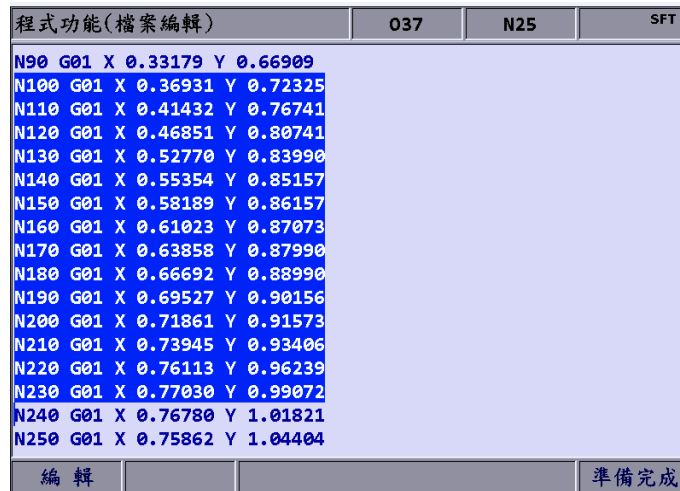 程式功能(檔案編輯) O37 N25 SFT
N90 G01 X 0.33179 Y 0.66909
N100 G01 X 0.36931 Y 0.72325
N110 G01 X 0.41432 Y 0.76741
N120 G01 X 0.46851 Y 0.80741
N130 G01 X 0.52770 Y 0.83990
N140 G01 X 0.55354 Y 0.85157
N150 G01 X 0.58189 Y 0.86157
N160 G01 X 0.61023 Y 0.87073
N170 G01 X 0.63858 Y 0.87990
N180 G01 X 0.66692 Y 0.88990
N190 G01 X 0.69527 Y 0.90156
N200 G01 X 0.71861 Y 0.91573
N210 G01 X 0.73945 Y 0.93406
N220 G01 X 0.76113 Y 0.96239
N230 G01 X 0.77030 Y 0.99072
N240 G01 X 0.76780 Y 1.01821
N250 G01 X 0.75862 Y 1.04404
編 輯 準備完成